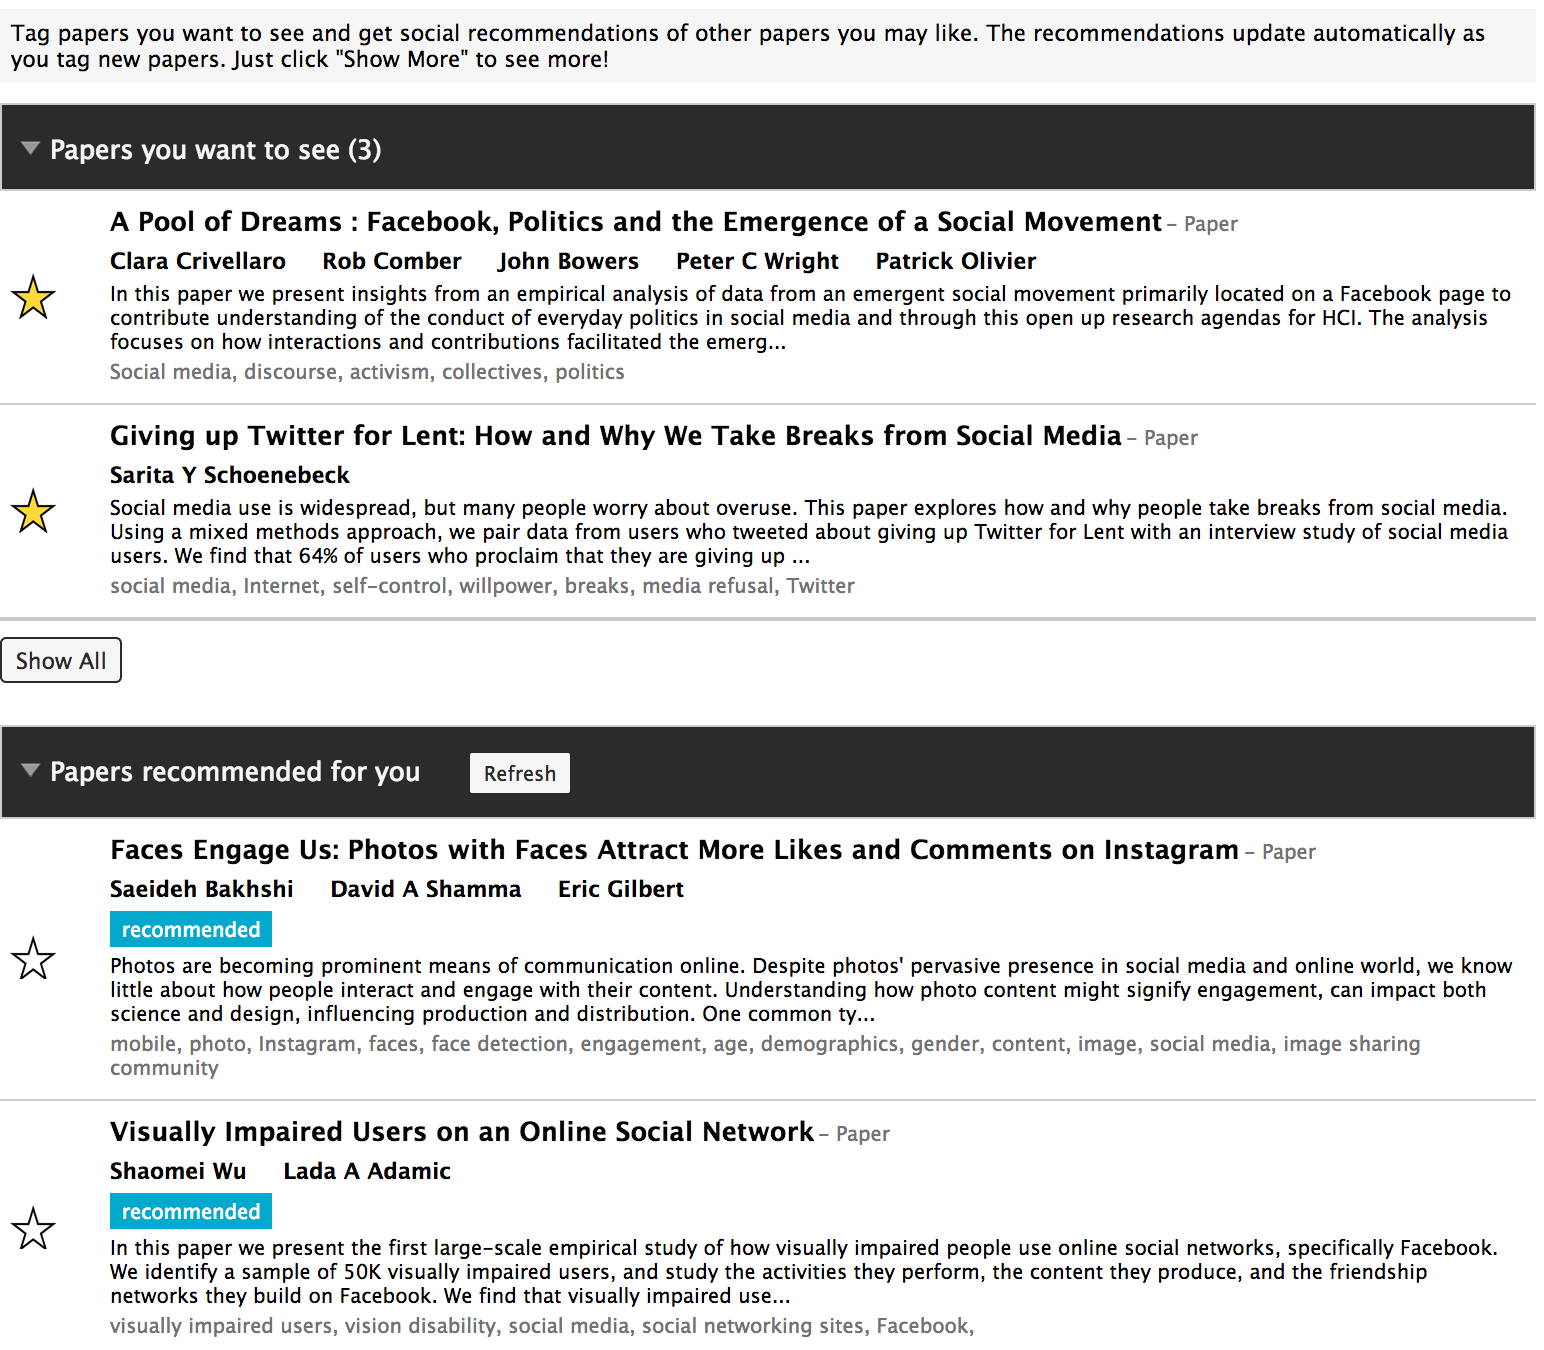 Tag papers you want to see and get social recommendations of other papers you may like. The recommendations update automatically as
you tag new papers. Just click "Show More" to see more!
Papers you want to see (3)
A Pool of Dreams : Facebook, Politics and the Emergence of a Social Movement – Paper
Clara Crivellaro Rob Comber John Bowers Peter C Wright Patrick Olivier
In this paper we present insights from an empirical analysis of data from an emergent social movement primarily located on a Facebook page to
contribute understanding of the conduct of everyday politics in social media and through this open up research agendas for HCI. The analysis
focuses on how interactions and contributions facilitated the emerg...
Social media, discourse, activism, collectives, politics
Giving up Twitter for Lent: How and Why We Take Breaks from Social Media – Paper
Sarita Y Schoenebeck
Social media use is widespread, but many people worry about overuse. This paper explores how and why people take breaks from social media.
Using a mixed methods approach, we pair data from users who tweeted about giving up Twitter for Lent with an interview study of social media
users. We find that 64% of users who proclaim that they are giving up ...
social media, Internet, self-control, willpower, breaks, media refusal, Twitter
Show All
Papers recommended for you Refresh
Faces Engage Us: Photos with Faces Attract More Likes and Comments on Instagram – Paper
Saeideh Bakhshi David A Shamma Eric Gilbert
recommended
Photos are becoming prominent means of communication online. Despite photos' pervasive presence in social media and online world, we know
little about how people interact and engage with their content. Understanding how photo content might signify engagement, can impact both
science and design, influencing production and distribution. One common ty...
mobile, photo, Instagram, faces, face detection, engagement, age, demographics, gender, content, image, social media, image sharing
community
Visually Impaired Users on an Online Social Network – Paper
Shaomei Wu Lada A Adamic
recommended
In this paper we present the first large-scale empirical study of how visually impaired people use online social networks, specifically Facebook.
We identify a sample of 50K visually impaired users, and study the activities they perform, the content they produce, and the friendship
networks they build on Facebook. We find that visually impaired use...
visually impaired users, vision disability, social media, social networking sites, Facebook,